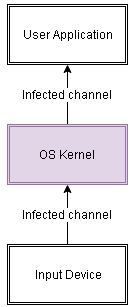 User Application
Infected channel
OS Kernel
Infected channel
Input Device